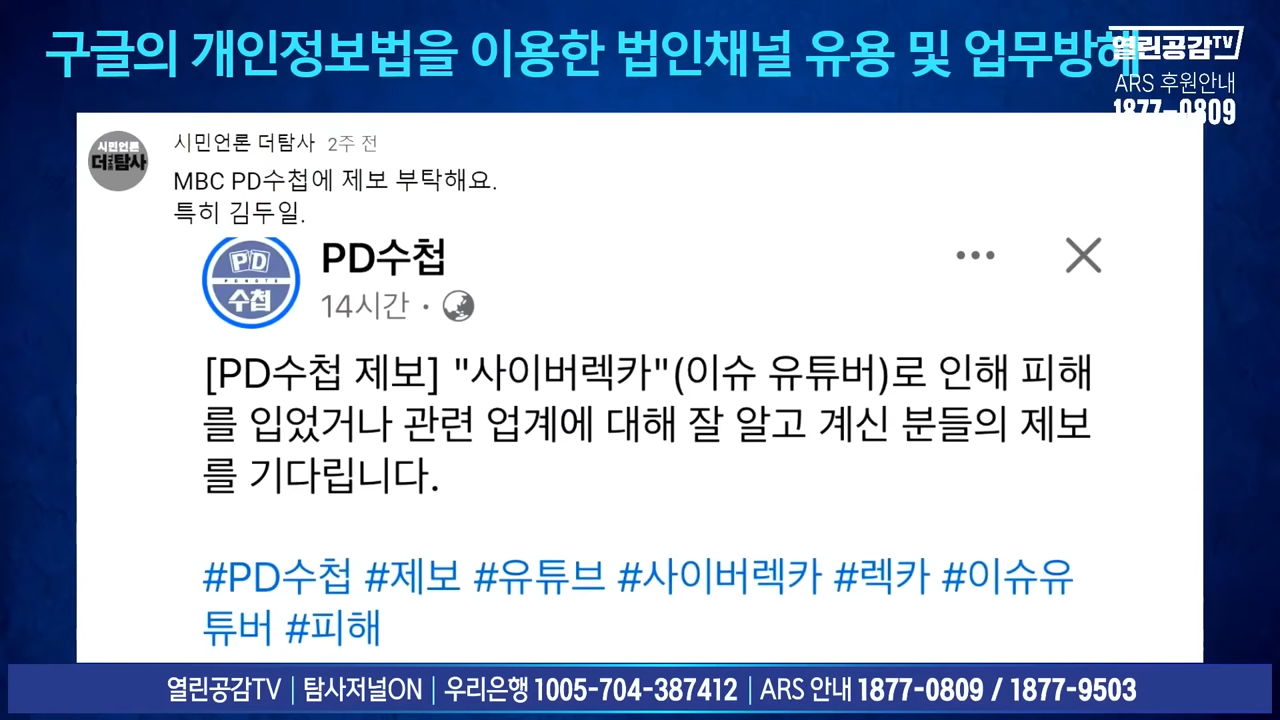 구글의 개인정보법을 이용한 법인채널 유용 및 업무방해
열린공감TV
ARS 후원안내
1877-0809
시민언론
더탐사
시민언론 더탐사 2주 전
MBC PD수첩에 제보 부탁해요.
특히 김두일.
PD
수첩
PD수첩
14시간
[PD수첩 제보] "사이버렉카"(이슈 유튜버)로 인해 피해
를 입었거나 관련 업계에 대해 잘 알고 계신 분들의 제보
를 기다립니다.
#PD수첩 #제보 #유튜브 #사이버렉카 #렉카 #이슈유
튜버 #피해
열린공감TV | 탐사저널ON | 우리은행 1005-704-387412 | ARS 안내 1877-0809 / 1877-9503